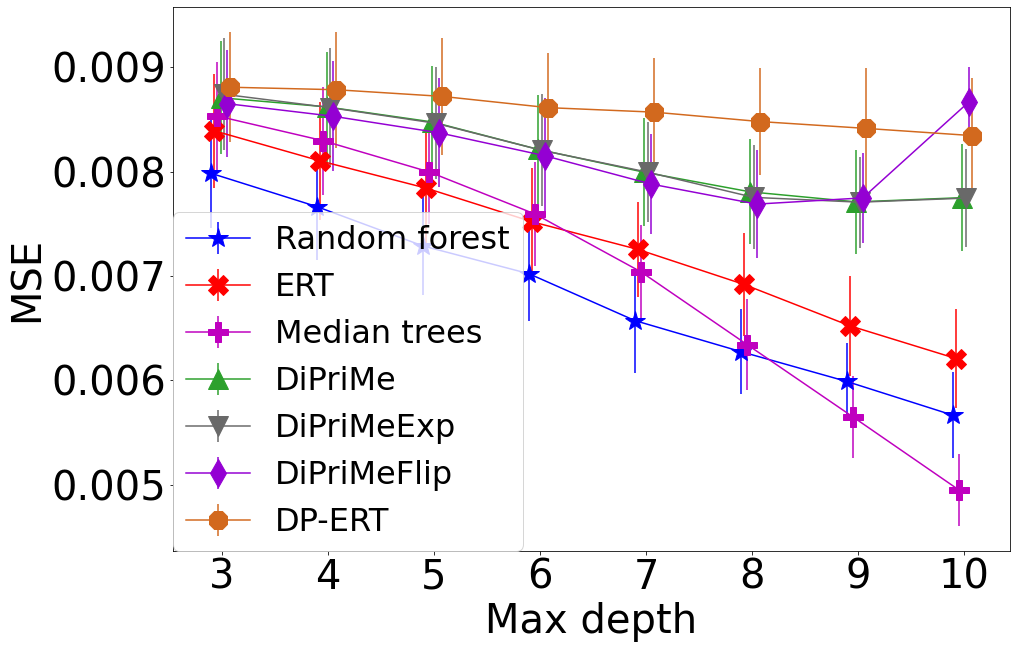 0.009
0.008
0.007
0.006
0.005
MSE
Random forest
ERT
Median trees
DiPriMe
DiPriMeExp
DiPriMeFlip
DP-ERT
3 4 5 6 7 8 9 10
Max depth